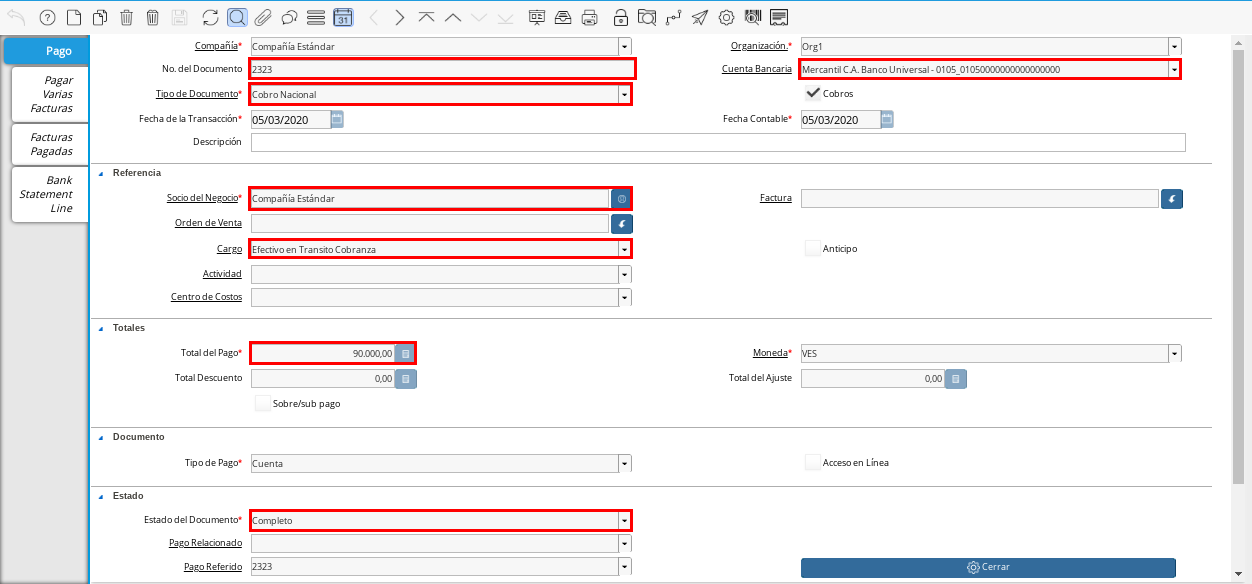 31
Pago
Pagar
Varias
Facturas
Facturas
Pagadas
Bank
Statement
Line
Compañía* Compañía Estándar Organización.* Org1
No. del Documento 2323 Cuenta Bancaria Mercantil C.A. Banco Universal - 0105_01050000000000000000
Tipo de Documento* Cobro Nacional Cobros
Fecha de la Transacción* 05/03/2020 Fecha Contable* 05/03/2020
Descripción
Referencia
Socio del Negocio* Compañía Estándar Factura
Orden de Venta
Cargo Efectivo en Transito Cobranza Anticipo
Actividad
Centro de Costos
Totales
Total del Pago* 90.000,00 Moneda* VES
Total Descuento 0,00 Total del Ajuste 0,00
Sobre/sub pago
Documento
Tipo de Pago* Cuenta Acceso en Línea
Estado
Estado del Documento* Completo
Pago Relacionado
Pago Referido 2323 Cerrar